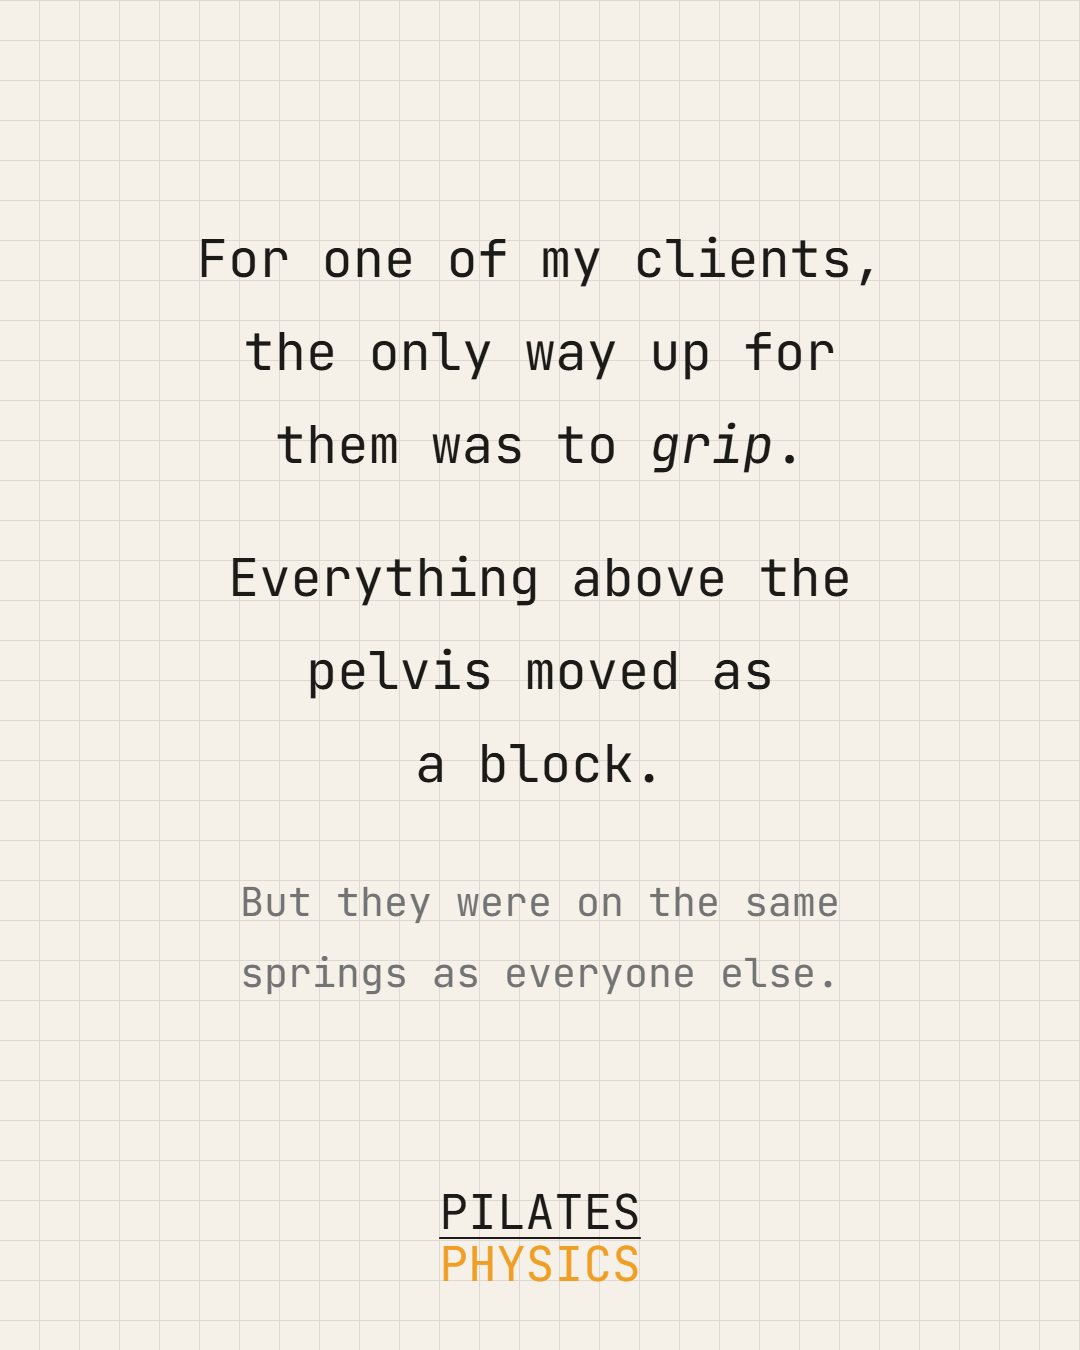 For one of my clients,
the only way up for
them was to grip.
Everything above the
pelvis moved as
a block.
But they were on the same
springs as everyone else.
PILATES
PHYSICS